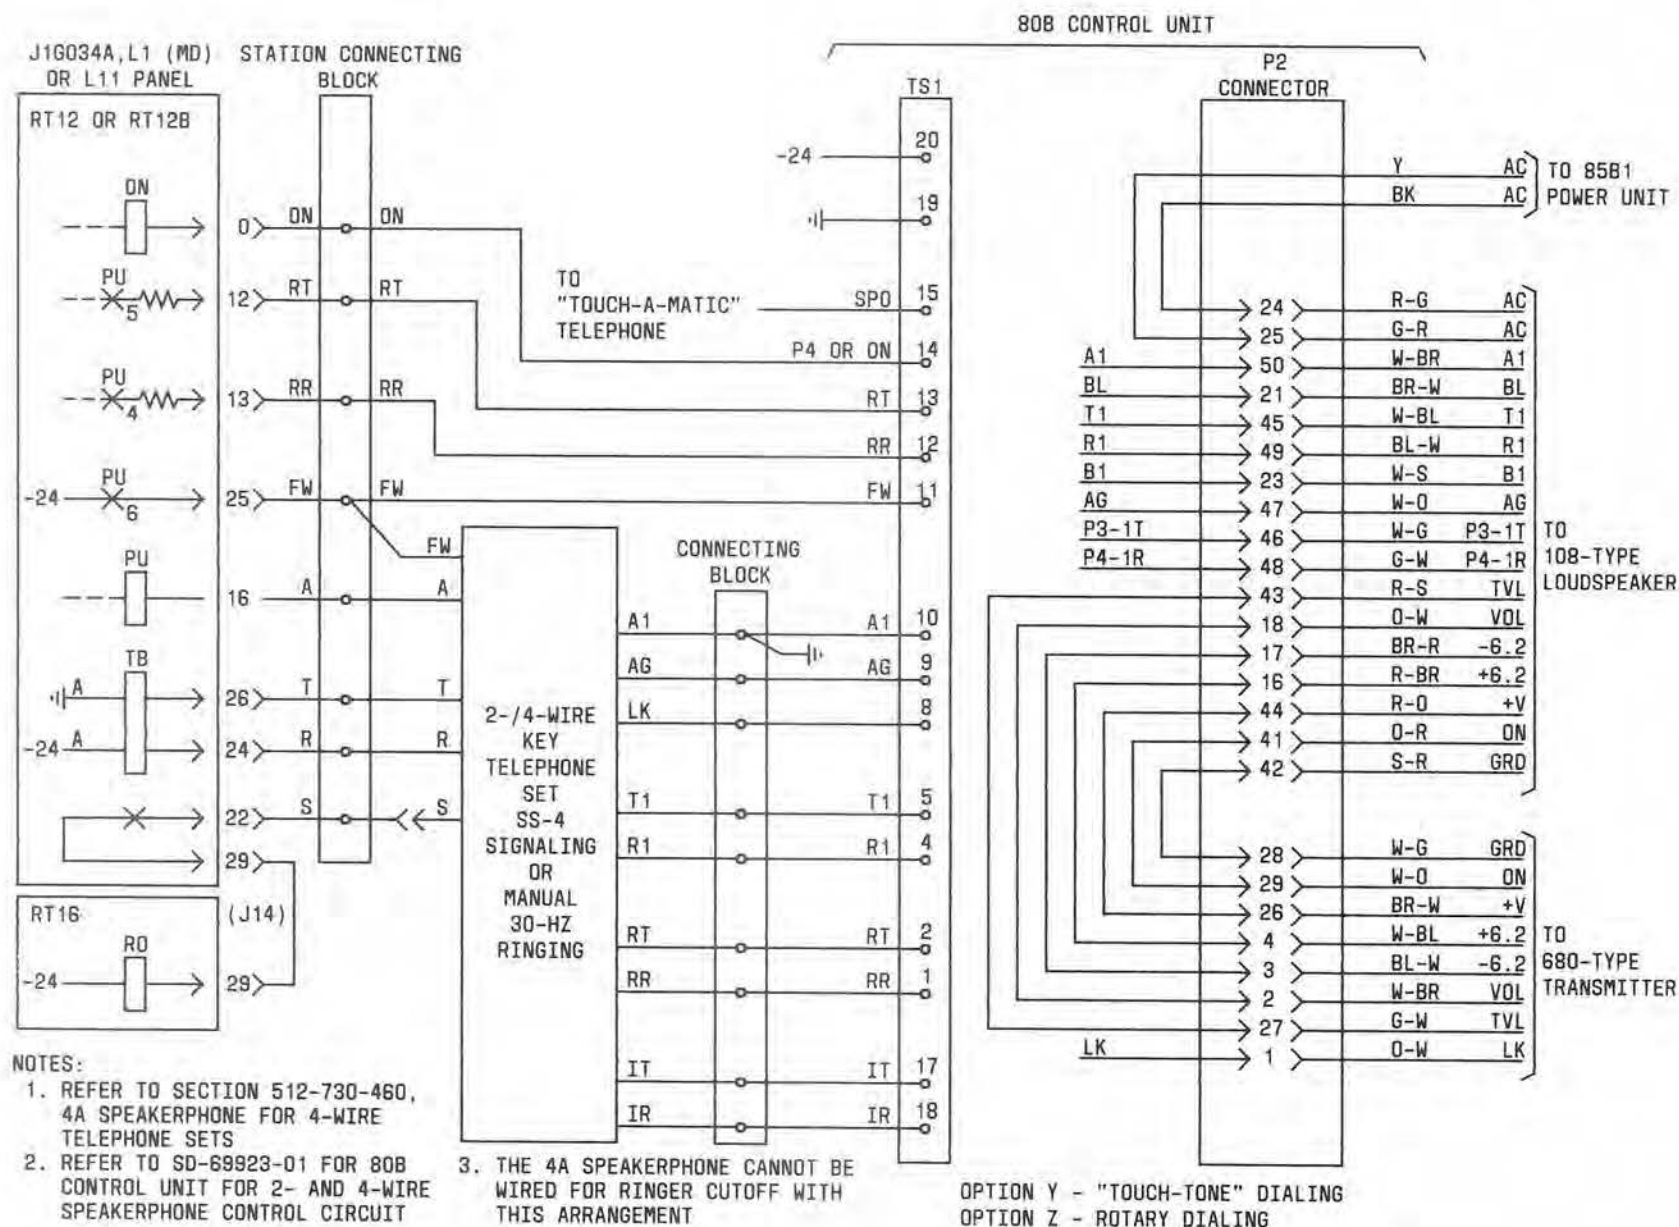 80B CONTROL UNIT
J1G034A,L1 (MD)
OR L11 PANEL
STATION CONNECTING
BLOCK
TS1
P2
CONNECTOR
RT12 OR RT12B
ON
0
ON
ON
PU
5
12
RT
RT
PU
4
13
RR
RR
-24
PU
6
25
FW
FW
FW
PU
16
A
A
TB
A
26
T
T
-24
A
24
R
R
22
S
S
29
RT16
(J14)
RO
-24
29
TO
"TOUCH-A-MATIC"
TELEPHONE
2-/4-WIRE
KEY
TELEPHONE
SET
SS-4
SIGNALING
OR
MANUAL
30-HZ
RINGING
CONNECTING
BLOCK
A1
AG
LK
T1
R1
RT
RR
IT
IR
-24
20
19
SPO 15
P4 OR ON 14
RT 13
RR 12
FW 11
A1 10
AG 9
8
T1 5
R1 4
RT 2
RR 1
IT 17
IR 18
Y AC
BK AC
TO 85B1
POWER UNIT
24 R-G AC
25 G-R AC
A1 50 W-BR A1
BL 21 BR-W BL
T1 45 W-BL T1
R1 49 BL-W R1
B1 23 W-S B1
AG 47 W-O AG
P3-1T 46 W-G P3-1T
P4-1R 48 G-W P4-1R
43 R-S TVL
18 O-W VOL
17 BR-R -6.2
16 R-BR +6.2
44 R-O +V
41 O-R ON
42 S-R GRD
TO
108-TYPE
LOUDSPEAKER
28 W-G GRD
29 W-O ON
26 BR-W +V
4 W-BL +6.2
3 BL-W -6.2
2 W-BR VOL
27 G-W TVL
LK 1 O-W LK
TO
680-TYPE
TRANSMITTER
NOTES:
1. REFER TO SECTION 512-730-460,
4A SPEAKERPHONE FOR 4-WIRE
TELEPHONE SETS
2. REFER TO SD-69923-01 FOR 80B
CONTROL UNIT FOR 2- AND 4-WIRE
SPEAKERPHONE CONTROL CIRCUIT
3. THE 4A SPEAKERPHONE CANNOT BE
WIRED FOR RINGER CUTOFF WITH
THIS ARRANGEMENT
OPTION Y - "TOUCH-TONE" DIALING
OPTION Z - ROTARY DIALING